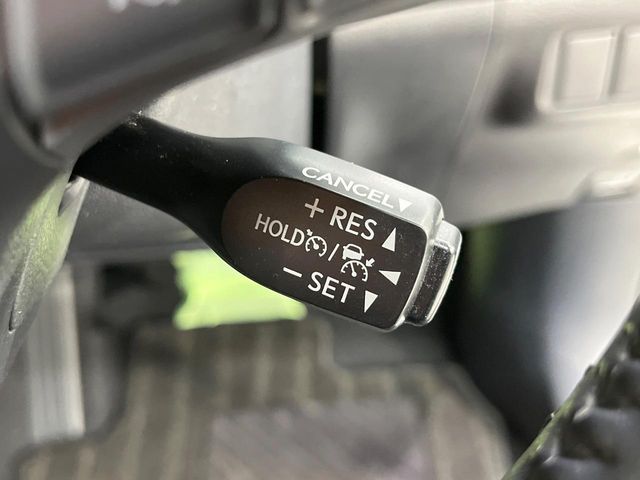 CANCEL
+ RES
HOLD /
− SET